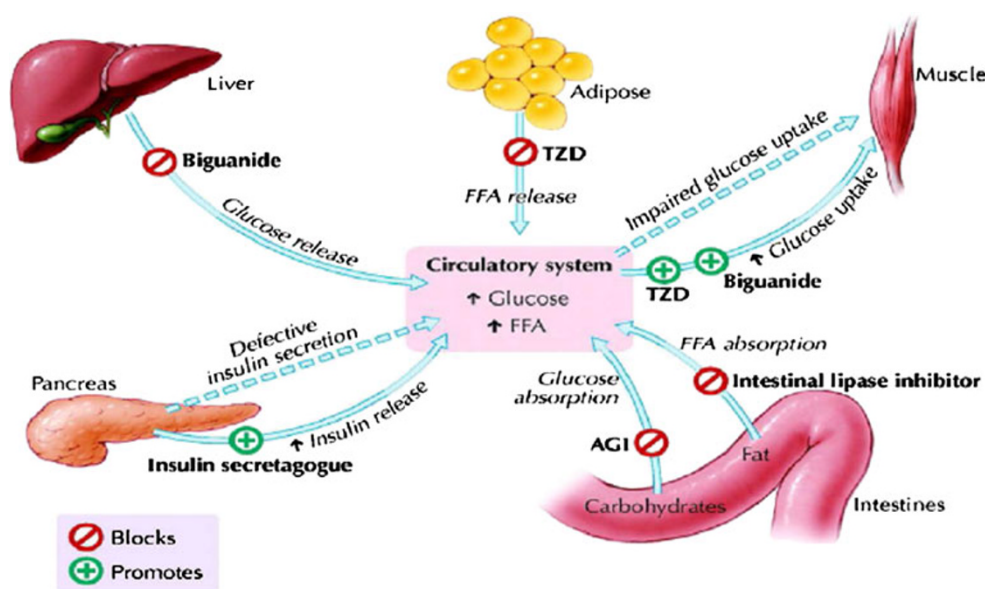 Liver
Biguanide
Glucose release
Adipose
TZD
FFA release
Muscle
Impaired glucose uptake
↑ Glucose uptake
TZD
Biguanide
Circulatory system
↑ Glucose
↑ FFA
Defective
insulin secretion
Pancreas
↑ Insulin release
Insulin secretagogue
FFA absorption
Intestinal lipase inhibitor
Glucose
absorption
AGI
Fat
Carbohydrates
Intestines
Blocks
Promotes